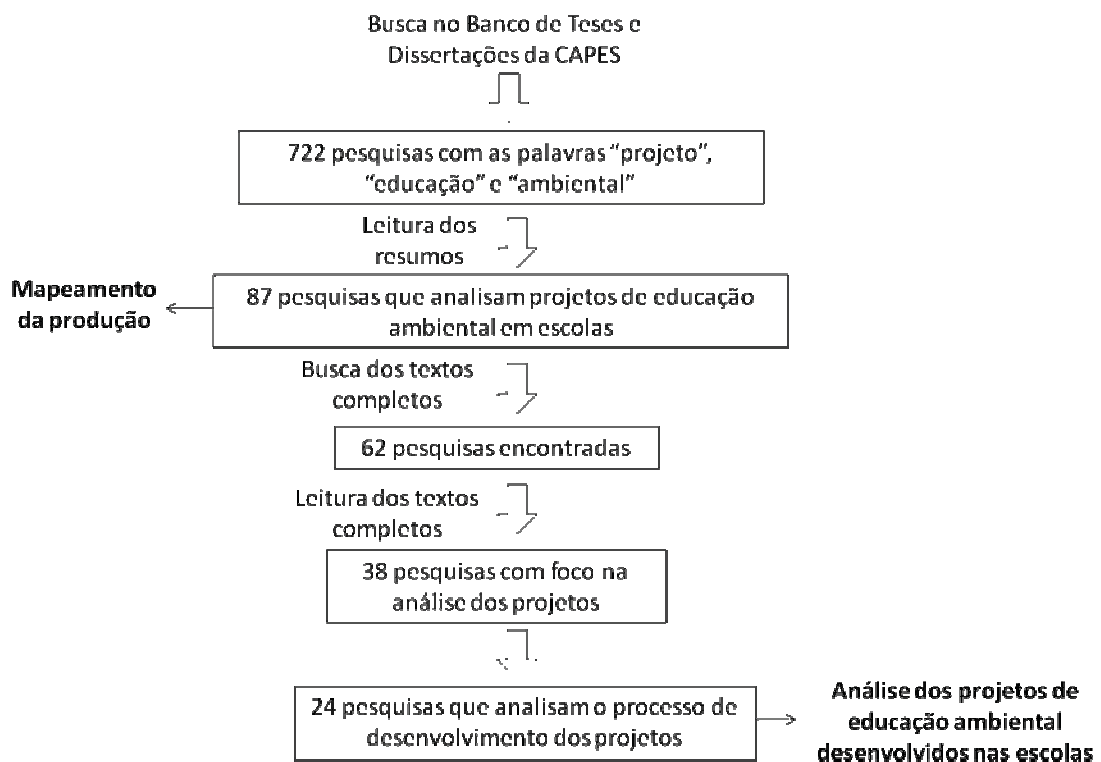 Busca no Banco de Teses e
Dissertações da CAPES
722 pesquisas com as palavras “projeto”,
“educação” e “ambiental”
Leitura dos
resumos
Mapeamento
da produção
87 pesquisas que analisam projetos de educação
ambiental em escolas
Busca dos textos
completos
62 pesquisas encontradas
Leitura dos textos
completos
38 pesquisas com foco na
análise dos projetos
24 pesquisas que analisam o processo de
desenvolvimento dos projetos
Análise dos projetos de
educação ambiental
desenvolvidos nas escolas